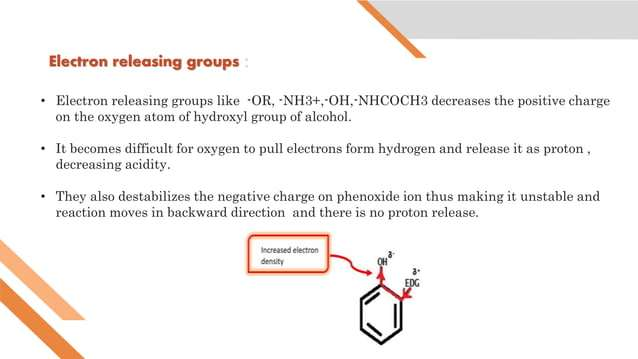 Electron releasing groups :
• Electron releasing groups like -OR, -NH3+,-OH,-NHCOCH3 decreases the positive charge
on the oxygen atom of hydroxyl group of alcohol.
• It becomes difficult for oxygen to pull electrons form hydrogen and release it as proton ,
decreasing acidity.
• They also destabilizes the negative charge on phenoxide ion thus making it unstable and
reaction moves in backward direction and there is no proton release.
Increased electron
density
OH δ-
δ+
EDG